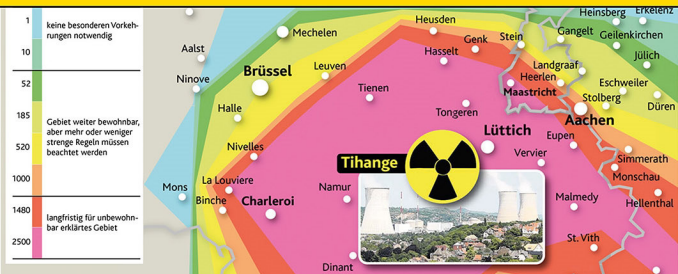 1
keine besonderen Vorkeh-
rungen notwendig
10
52
185
Gebiet weiter bewohnbar,
aber mehr oder weniger
strenge Regeln müssen
beachtet werden
520
1000
1480
langfristig für unbewohn-
bar erklärtes Gebiet
2500
Heinsberg
Erkelenz
Heusden
Mechelen
Genk
Stein
Gangelt
Geilenkirchen
Aalst
Hasselt
Jülich
Leuven
Landgraaf
Brüssel
Heerlen
Eschweiler
Ninove
Tienen
Maastricht
Stolberg
Düren
Halle
Tongeren
Aachen
Lüttich
Eupen
Nivelles
Vervier
Simmerath
Tihange
Monschau
La Louviere
Mons
Namur
Binche
Charleroi
Malmedy
Hellenthal
St. Vith
Dinant